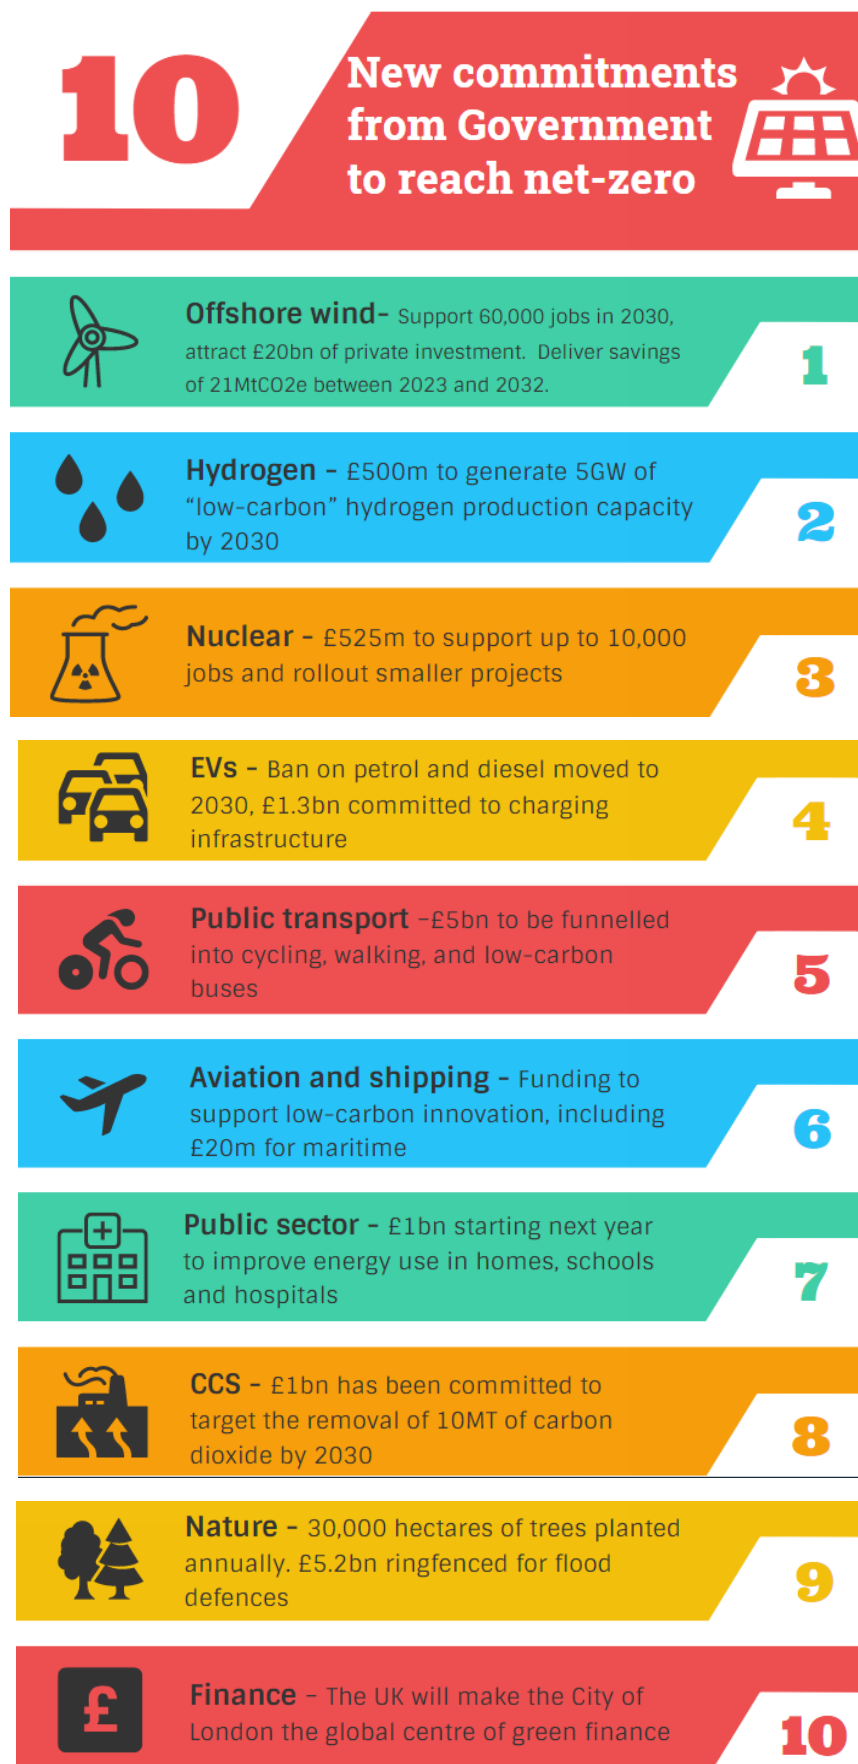 10
New commitments
from Government
to reach net-zero
Offshore wind- Support 60,000 jobs in 2030,
attract £20bn of private investment. Deliver savings
of 21MtCO2e between 2023 and 2032.
1
Hydrogen - £500m to generate 5GW of
“low-carbon” hydrogen production capacity
by 2030
2
Nuclear - £525m to support up to 10,000
jobs and rollout smaller projects
3
EVs - Ban on petrol and diesel moved to
2030, £1.3bn committed to charging
infrastructure
4
Public transport -£5bn to be funnelled
into cycling, walking, and low-carbon
buses
5
Aviation and shipping - Funding to
support low-carbon innovation, including
£20m for maritime
6
Public sector - £1bn starting next year
to improve energy use in homes, schools
and hospitals
7
CCS - £1bn has been committed to
target the removal of 10MT of carbon
dioxide by 2030
8
Nature - 30,000 hectares of trees planted
annually. £5.2bn ringfenced for flood
defences
9
£
Finance - The UK will make the City of
London the global centre of green finance
10